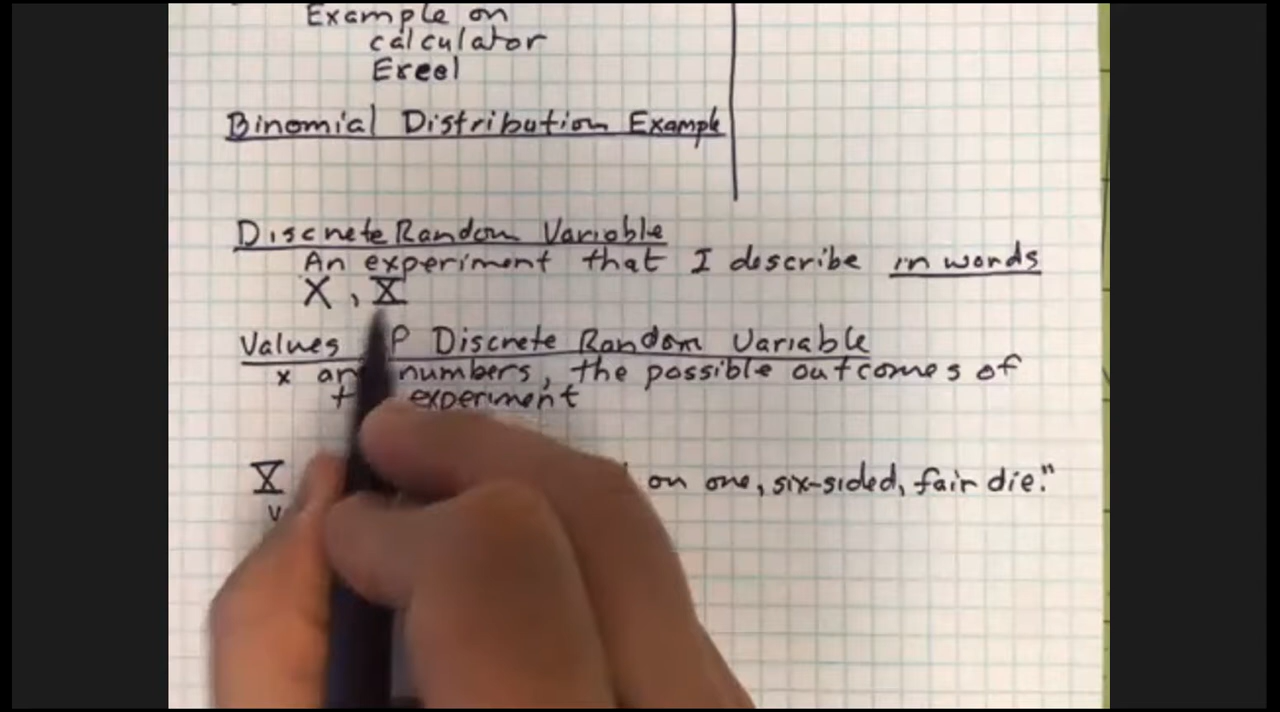 Example on
calculator
Excel
Binomial Distribution Example
Discrete Random Variable
An experiment that I describe in words
X, X
Values Discrete Random Variable
x numbers, the possible outcomes of
experiment
X on one, six-sided, fair die."